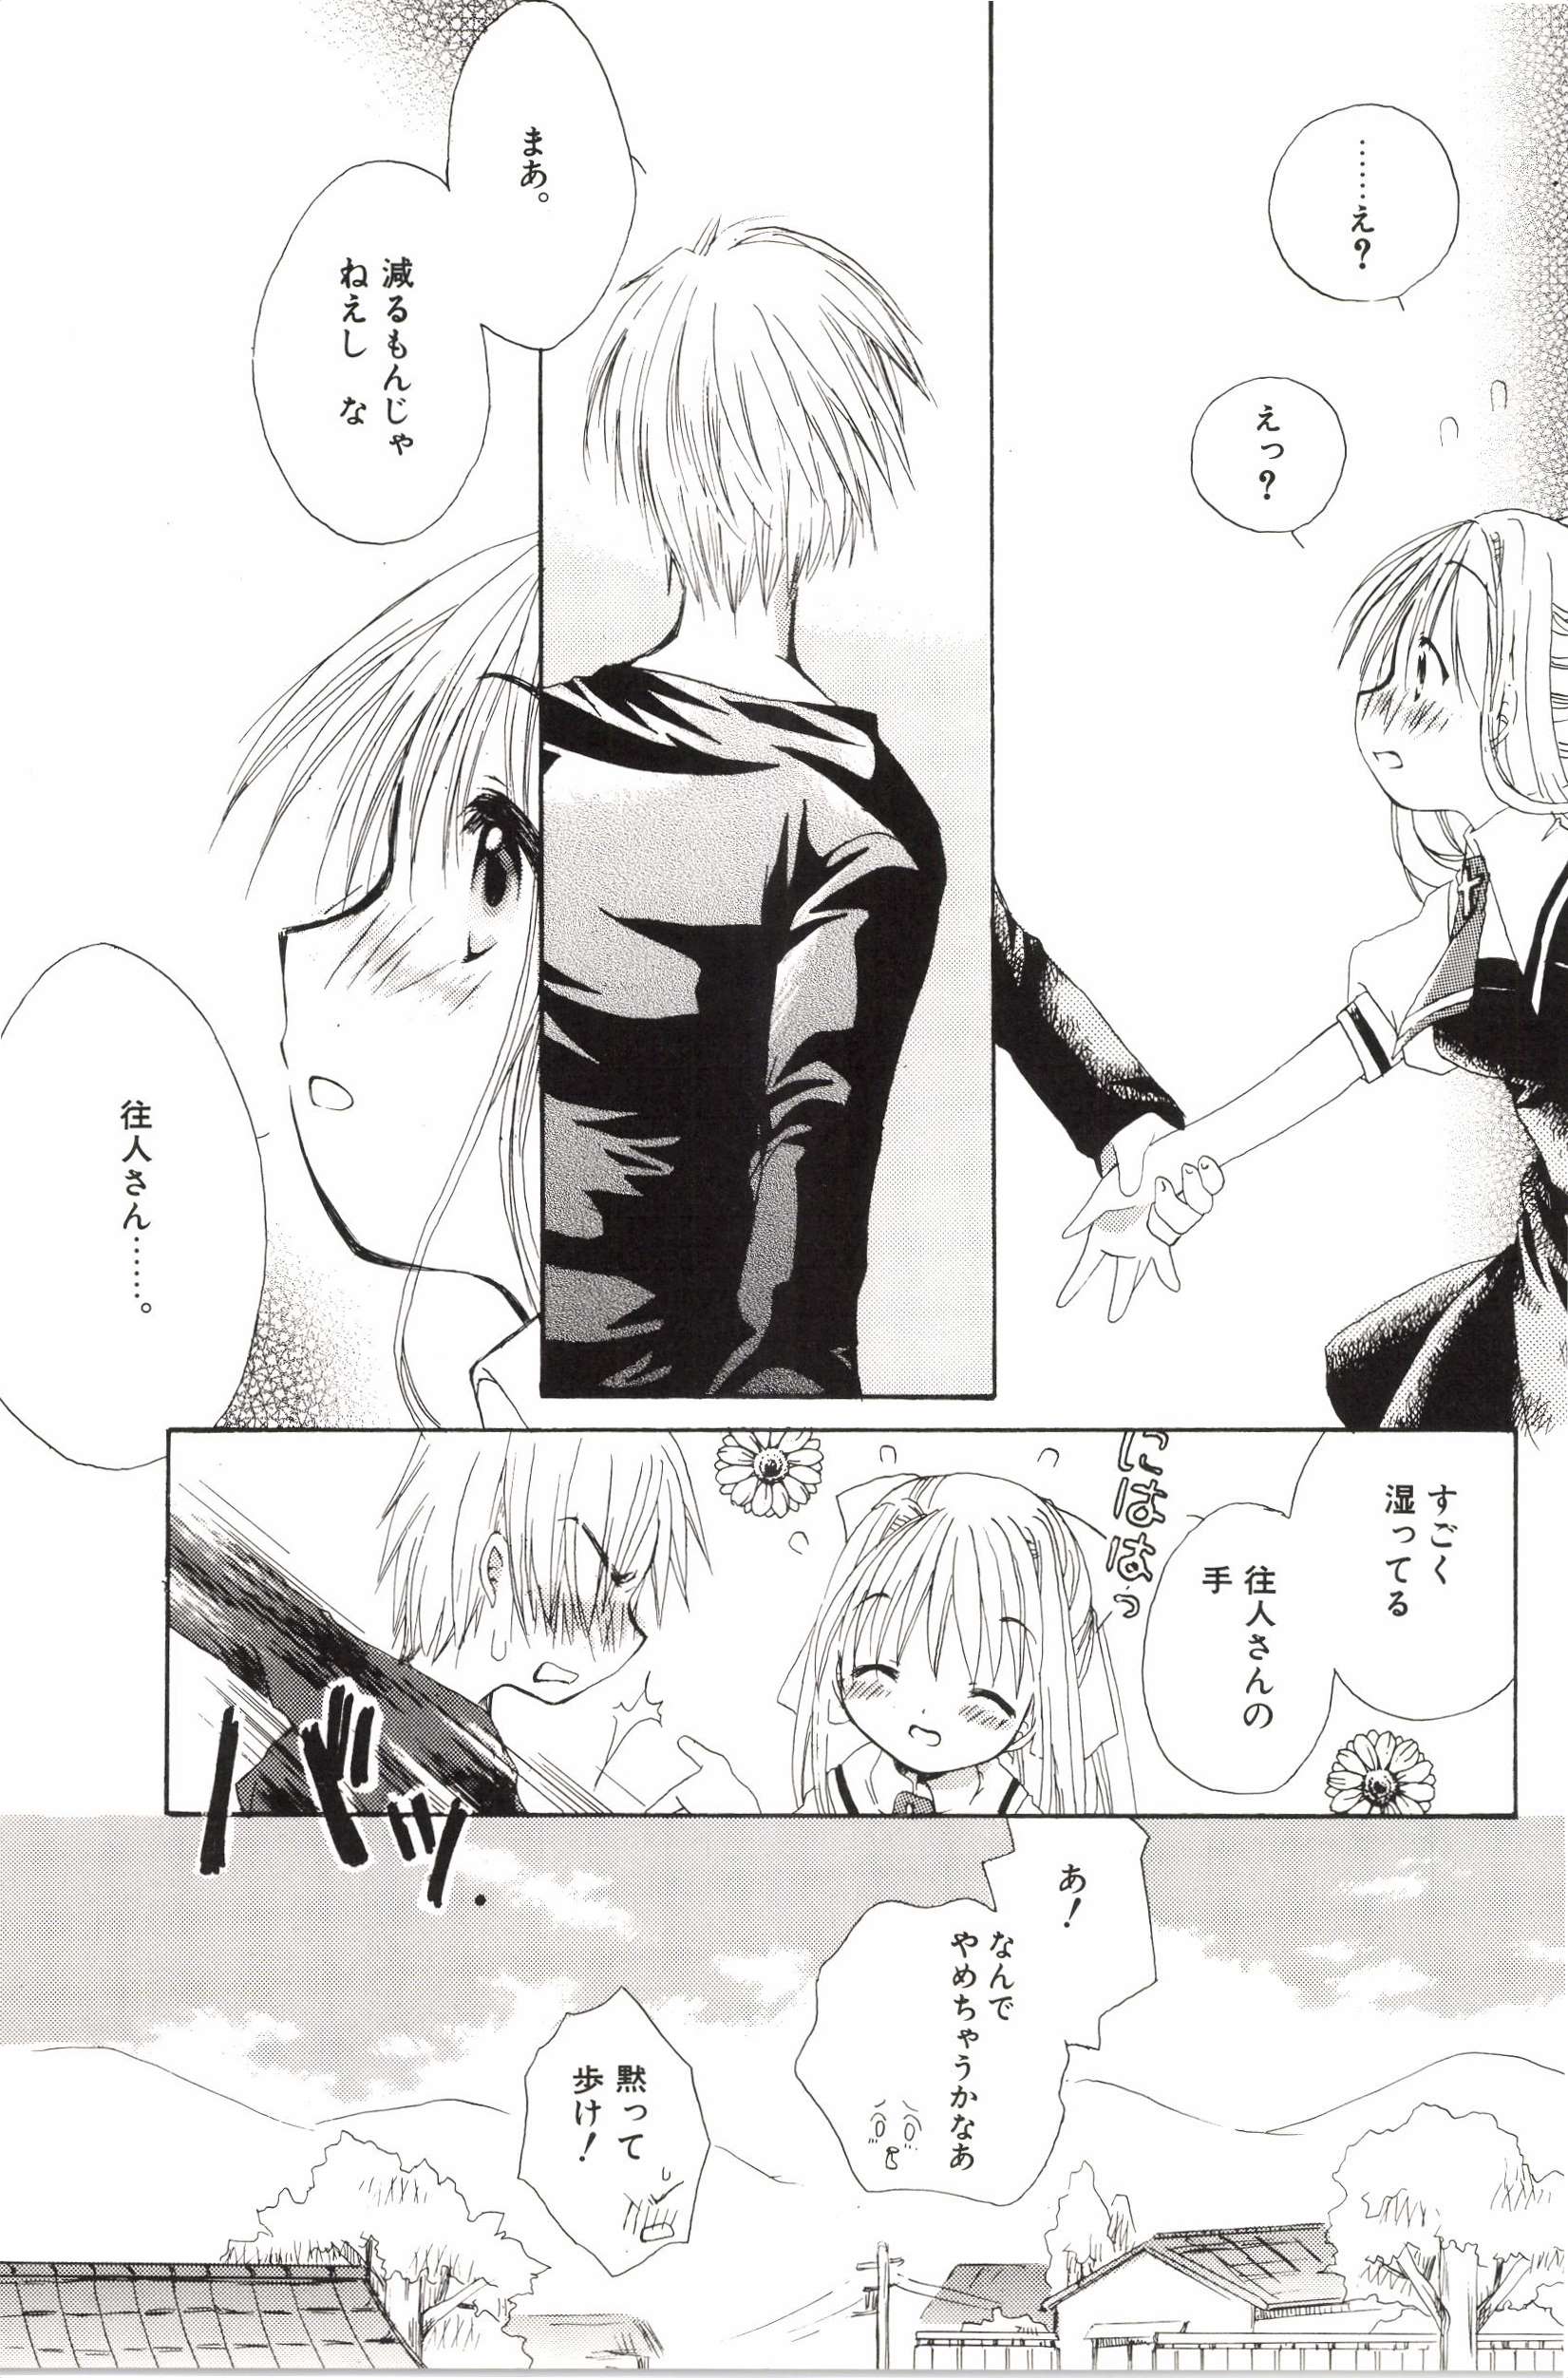 ……え?
えっ?
まあ。
減るもんじゃ
ねえし な
往人さん……。
すごく
湿ってる
往人さんの
手
にははっ
バッ
あ!
なんで
やめちゃうかなあ
黙って
歩け!